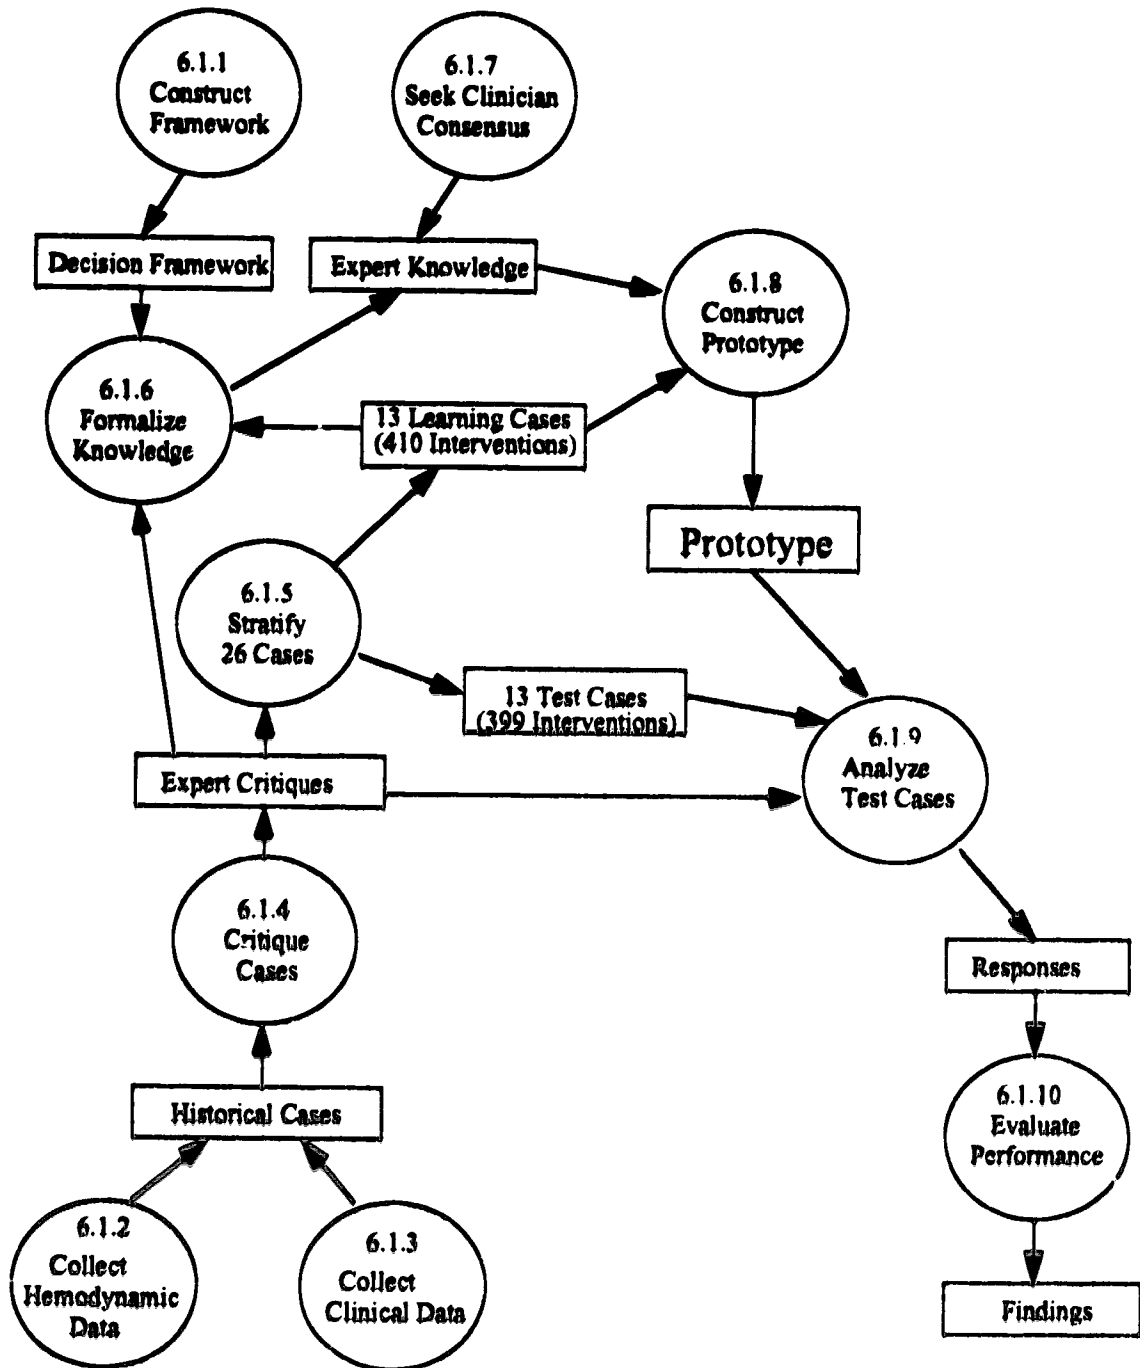 6.1.1
Construct
Framework
6.1.7
Seek Clinician
Consensus
Decision Framework
Expert Knowledge
6.1.8
Construct
Prototype
6.1.6
Formalize
Knowledge
13 Learning Cases
(410 Interventions)
Prototype
6.1.5
Stratify
26 Cases
13 Test Cases
(399 Interventions)
6.1.9
Analyze
Test Cases
Expert Critiques
6.1.4
Critique
Cases
Responses
Historical Cases
6.1.10
Evaluate
Performance
6.1.2
Collect
Hemodynamic
Data
6.1.3
Collect
Clinical Data
Findings